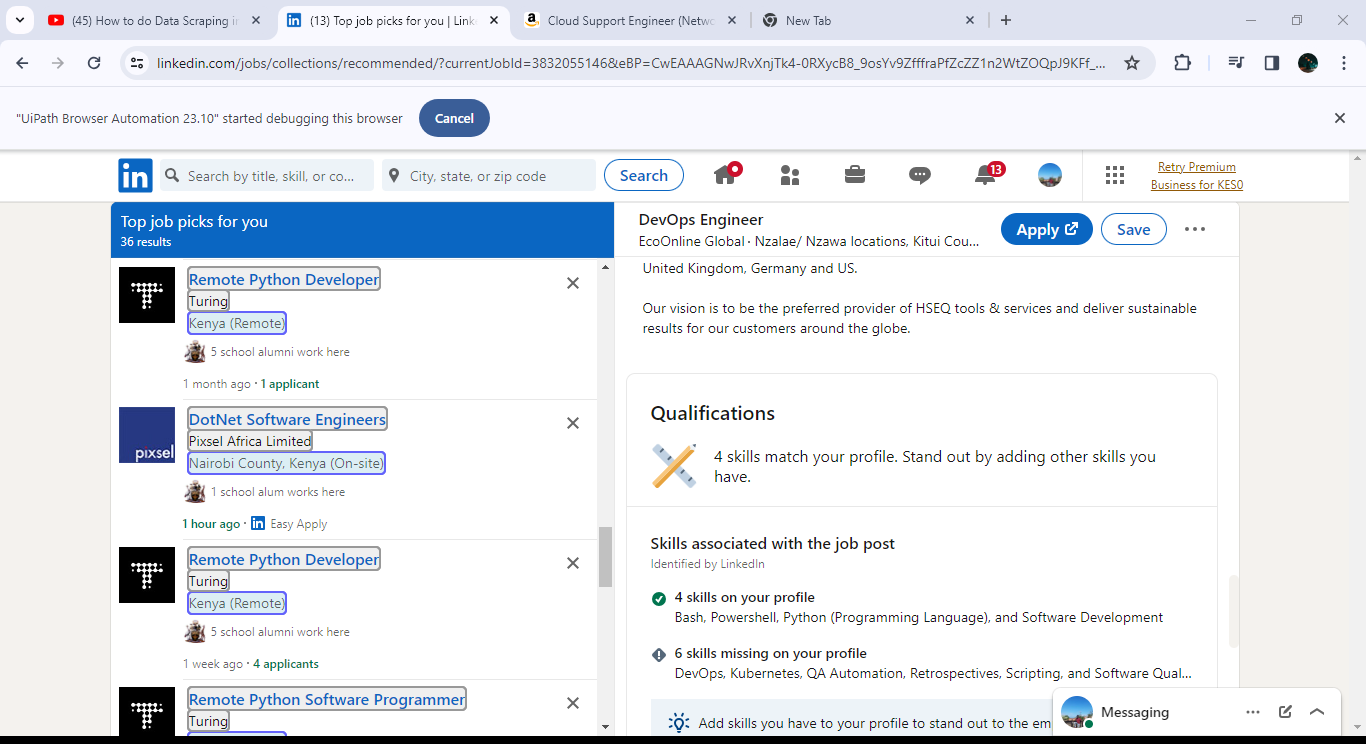 (45) How to do Data Scraping in
(13) Top job picks for you | Linke
Cloud Support Engineer (Netwo
New Tab
linkedin.com/jobs/collections/recommended/?currentJobId=3832055146&eBP=CwEAAAGNwJRvXnjTk4-0RXycB8_9osYv9ZfffraPfZcZZ1n2WtZOQpJ9KFf_...
"UiPath Browser Automation 23.10" started debugging this browser
Cancel
in
Search by title, skill, or co...
City, state, or zip code
Search
13
Retry Premium
Business for KES0
Top job picks for you
36 results
Remote Python Developer
Turing
Kenya (Remote)
5 school alumni work here
1 month ago · 1 applicant
pixsel
DotNet Software Engineers
Pixsel Africa Limited
Nairobi County, Kenya (On-site)
1 school alum works here
1 hour ago · in Easy Apply
Remote Python Developer
Turing
Kenya (Remote)
5 school alumni work here
1 week ago · 4 applicants
Remote Python Software Programmer
Turing
DevOps Engineer
EcoOnline Global · Nzalae/ Nzawa locations, Kitui Cou...
Apply
Save
United Kingdom, Germany and US.
Our vision is to be the preferred provider of HSEQ tools & services and deliver sustainable
results for our customers around the globe.
Qualifications
4 skills match your profile. Stand out by adding other skills you
have.
Skills associated with the job post
Identified by LinkedIn
4 skills on your profile
Bash, Powershell, Python (Programming Language), and Software Development
6 skills missing on your profile
DevOps, Kubernetes, QA Automation, Retrospectives, Scripting, and Software Qual...
Add skills you have to your profile to stand out to the em
Messaging